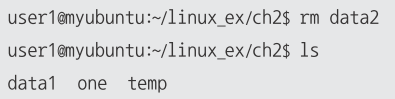 user1@myubuntu:~/linux_ex/ch2$ rm data2
user1@myubuntu:~/linux_ex/ch2$ ls
data1 one temp